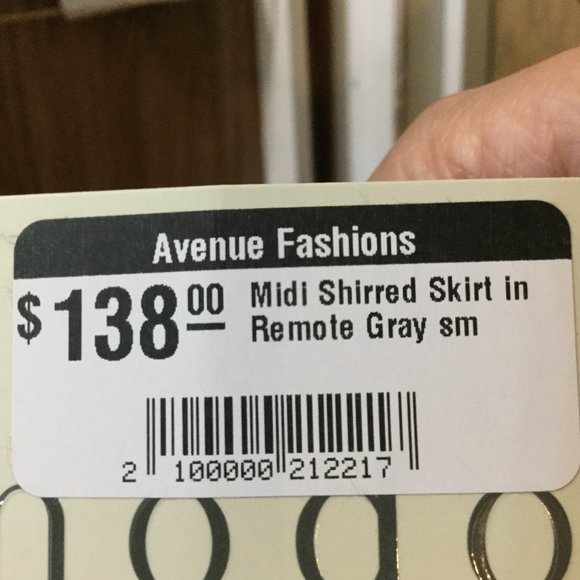 Avenue Fashions
$138.00 Midi Shirred Skirt in
Remote Gray sm
2 100000 212217